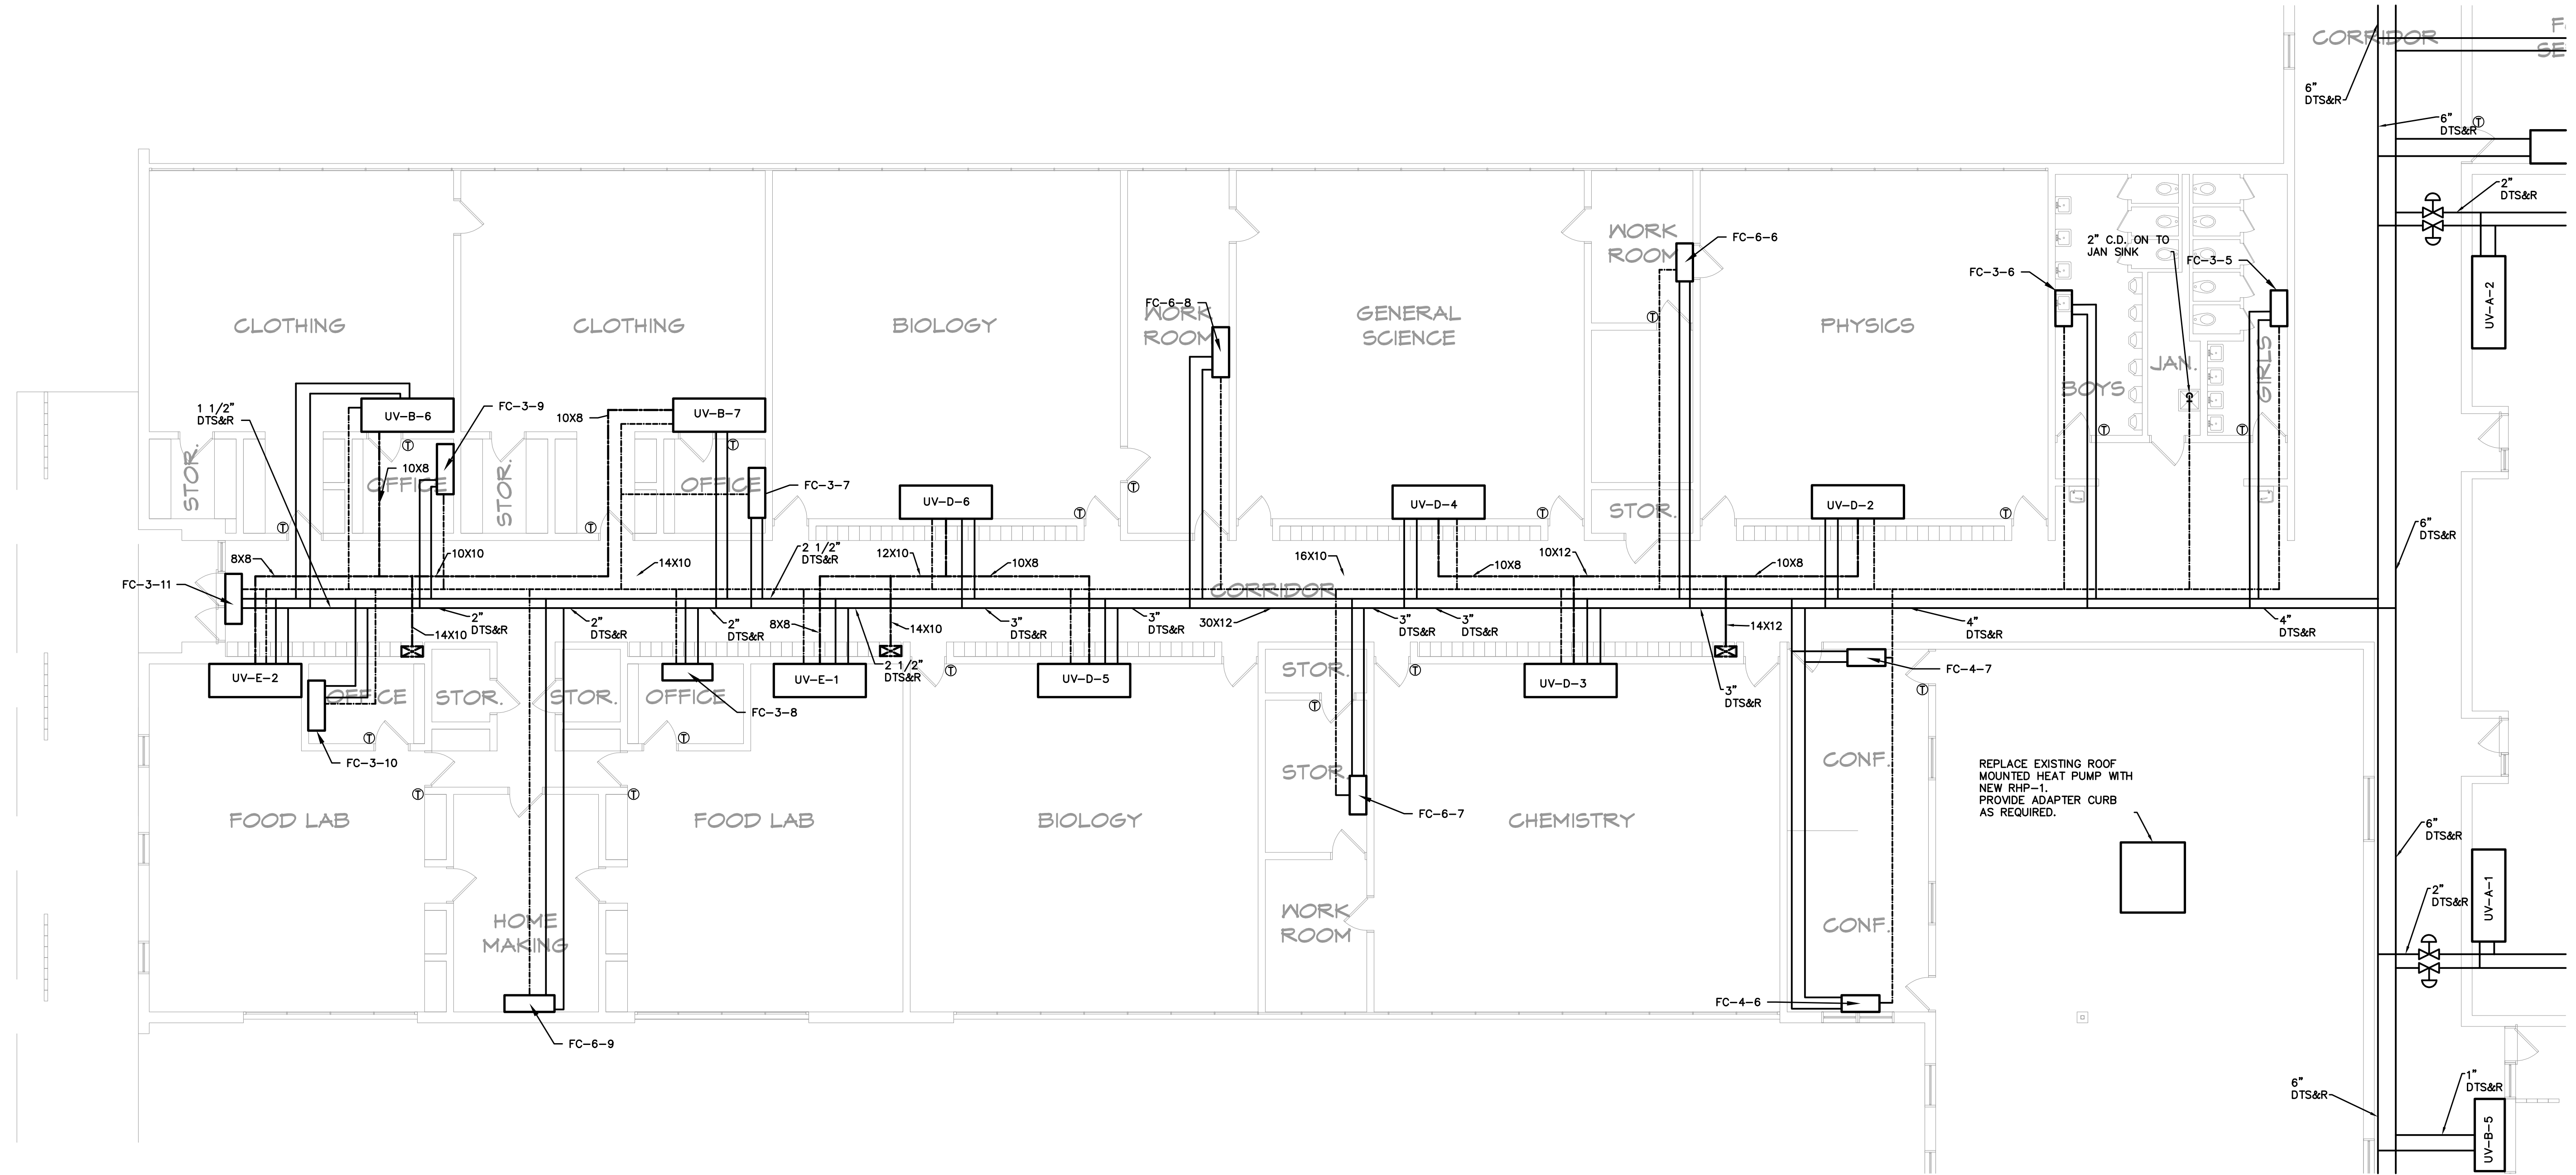 CORRIDOR
F
SE
6"
DTS&R
6"
DTS&R
T
2"
DTS&R
WORK
ROOM
FC-6-6
2" C.D. ON TO
JAN SINK
FC-3-6
FC-3-5
UV-A-2
FC-6-8
WORK
ROOM
CLOTHING
CLOTHING
BIOLOGY
GENERAL
SCIENCE
T
PHYSICS
JAN.
BOYS
GIRLS
1 1/2"
DTS&R
UV-B-6
FC-3-9
10X8
UV-B-7
T
T
T
T
STOR.
10X8
OFFICE
STOR.
OFFICE
FC-3-7
T
UV-D-6
UV-D-4
UV-D-2
T
T
T
T
T
STOR.
6"
DTS&R
8X8
10X10
14X10
2 1/2"
DTS&R
12X10
10X8
16X10
10X12
10X8
10X8
FC-3-11
CORRIDOR
2"
DTS&R
2"
DTS&R
2"
DTS&R
8X8
3"
DTS&R
3"
DTS&R
30X12
3"
DTS&R
3"
DTS&R
4"
DTS&R
4"
DTS&R
14X10
14X10
14X12
2 1/2"
DTS&R
T
T
UV-E-2
UV-E-1
UV-D-5
UV-D-3
STOR.
FC-4-7
3"
DTS&R
T
OFFICE
STOR.
STOR.
OFFICE
FC-3-8
T
T
T
FC-3-10
STOR.
CONF.
REPLACE EXISTING ROOF
MOUNTED HEAT PUMP WITH
NEW RHP-1.
PROVIDE ADAPTER CURB
AS REQUIRED.
T
T
FC-6-7
FOOD LAB
FOOD LAB
BIOLOGY
CHEMISTRY
6"
DTS&R
2"
DTS&R
UV-A-1
HOME
MAKING
WORK
ROOM
CONF.
FC-4-6
FC-6-9
6"
DTS&R
1"
DTS&R
UV-B-5